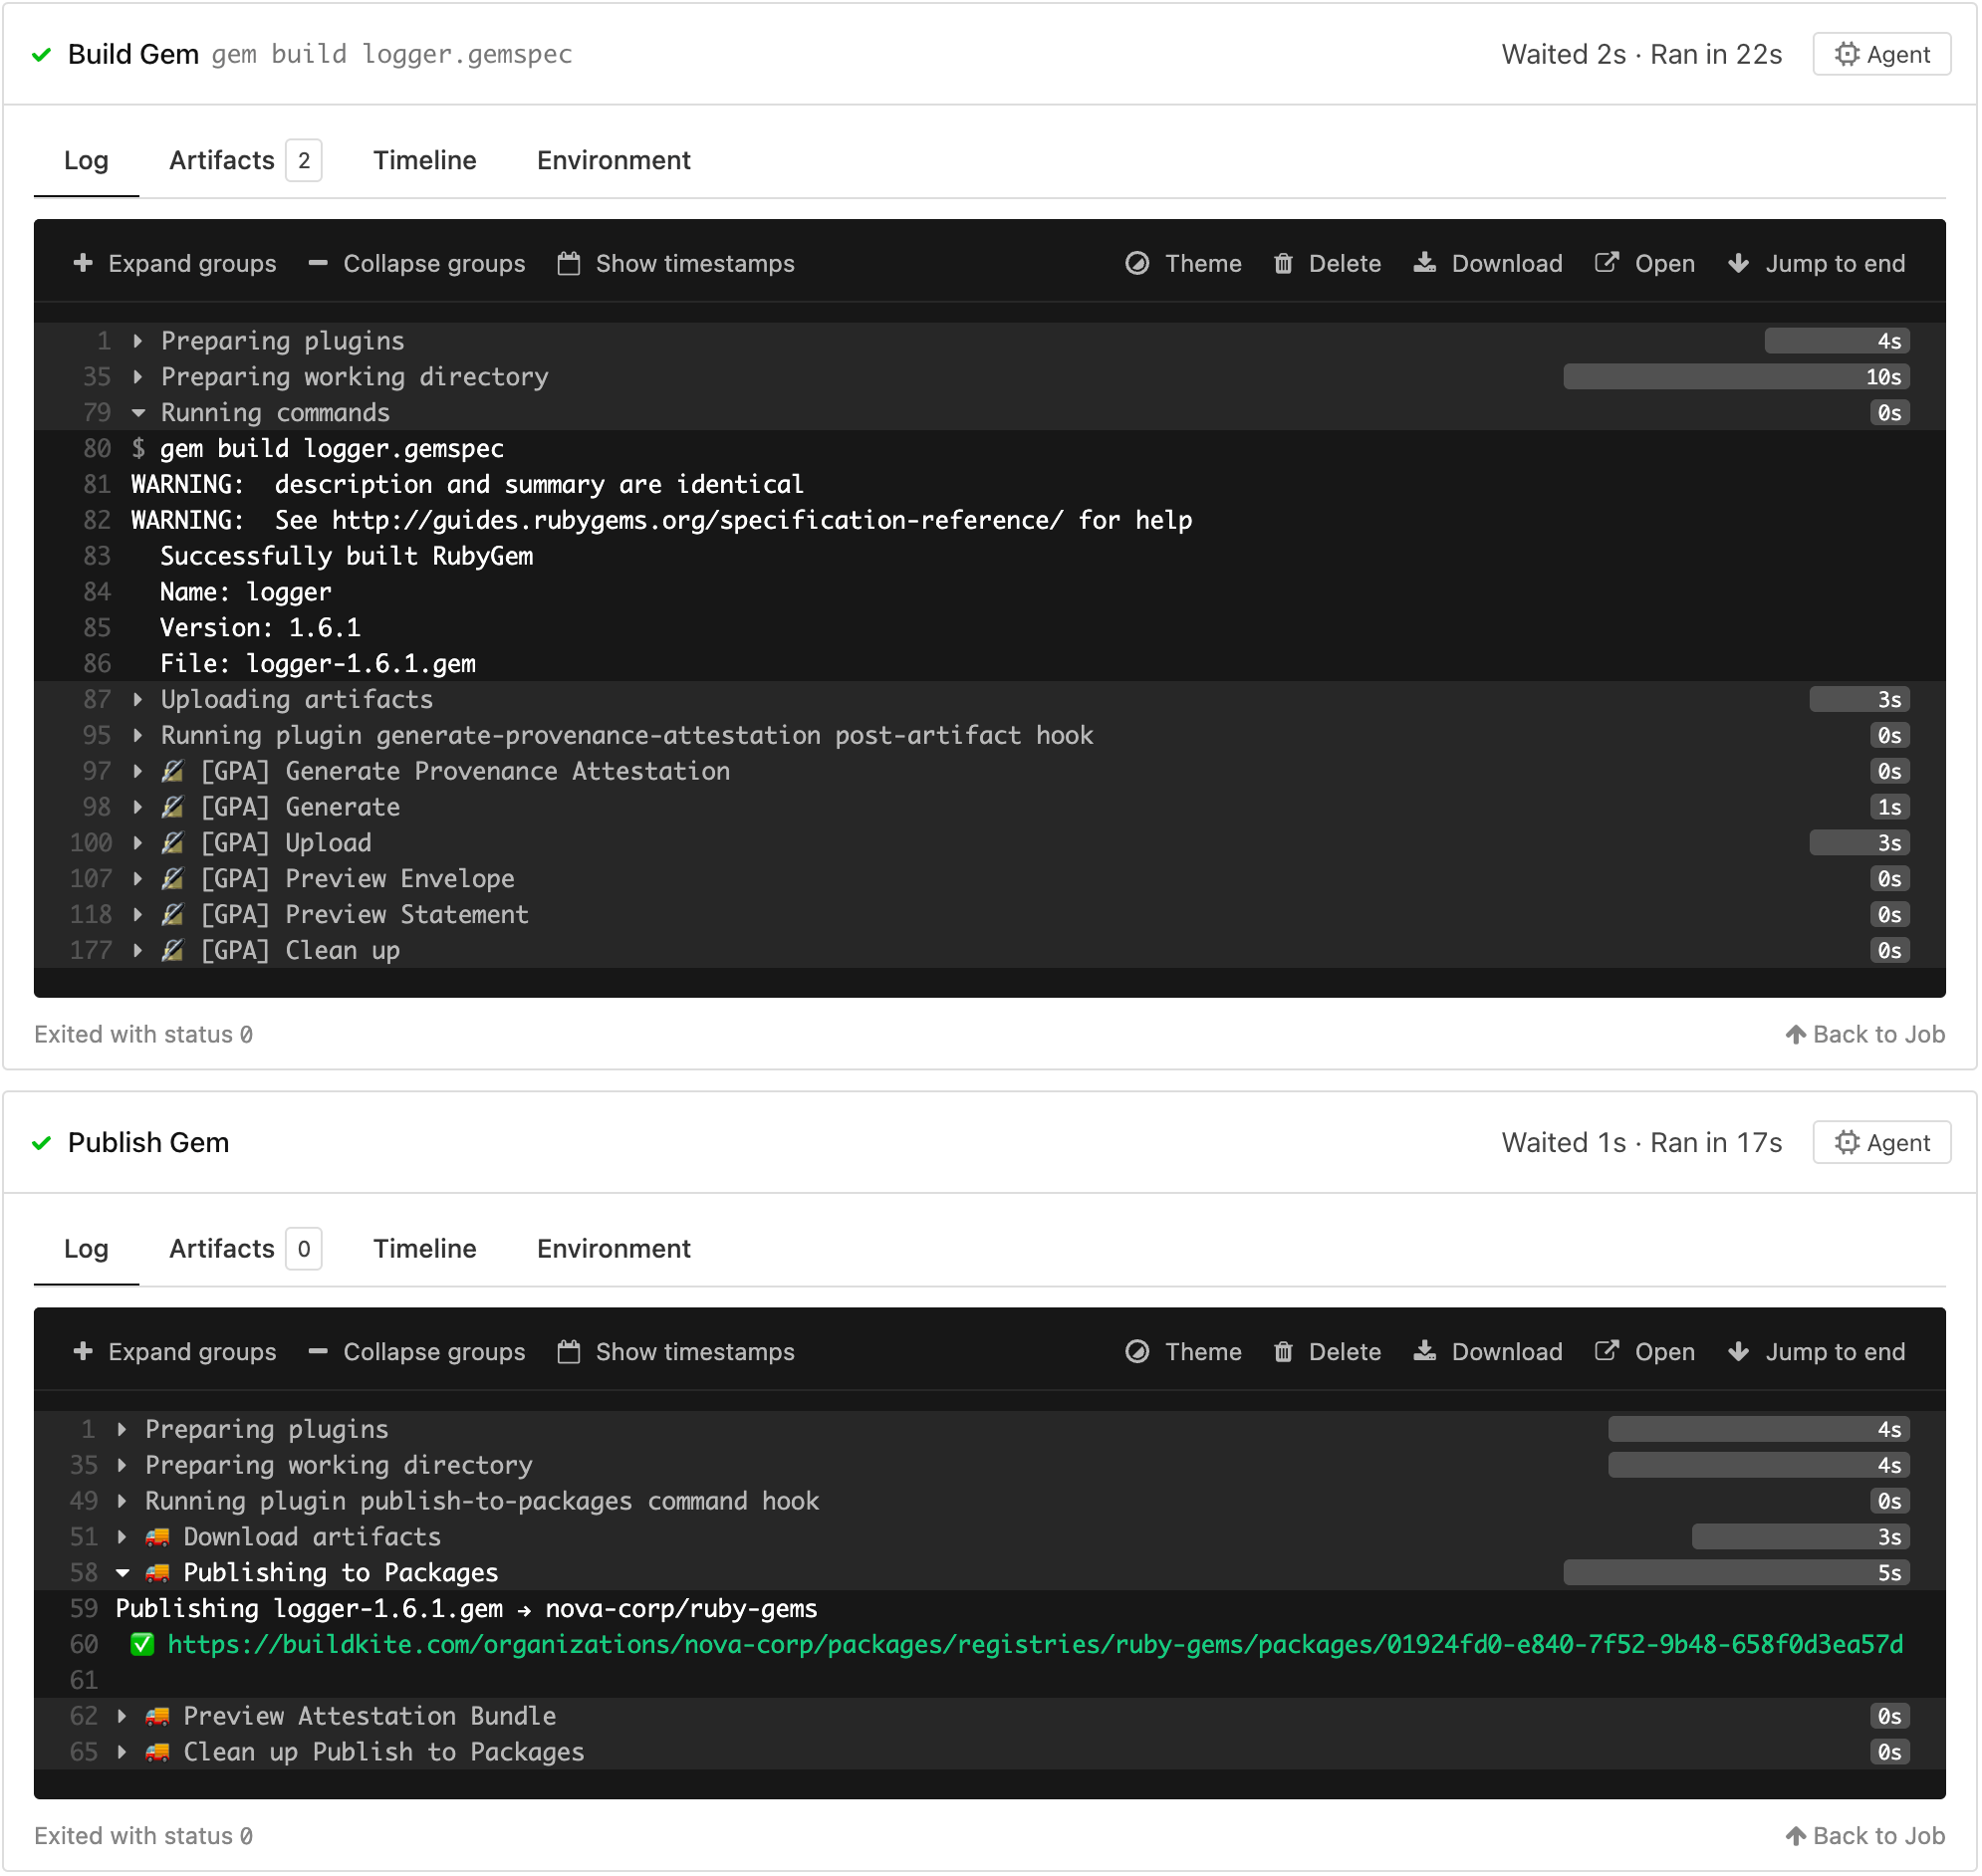 Build Gem gem build logger.gemspec Waited 2s · Ran in 22s Agent
Log Artifacts 2 Timeline Environment
Expand groups Collapse groups Show timestamps Theme Delete Download Open Jump to end
1 Preparing plugins 4s
35 Preparing working directory 10s
79 Running commands 0s
80 $ gem build logger.gemspec
81 WARNING:  description and summary are identical
82 WARNING:  See http://guides.rubygems.org/specification-reference/ for help
83 Successfully built RubyGem
84 Name: logger
85 Version: 1.6.1
86 File: logger-1.6.1.gem
87 Uploading artifacts 3s
95 Running plugin generate-provenance-attestation post-artifact hook 0s
97 [GPA] Generate Provenance Attestation 0s
98 [GPA] Generate 1s
100 [GPA] Upload 3s
107 [GPA] Preview Envelope 0s
118 [GPA] Preview Statement 0s
177 [GPA] Clean up 0s
Exited with status 0 Back to Job
Publish Gem Waited 1s · Ran in 17s Agent
Log Artifacts 0 Timeline Environment
Expand groups Collapse groups Show timestamps Theme Delete Download Open Jump to end
1 Preparing plugins 4s
35 Preparing working directory 4s
49 Running plugin publish-to-packages command hook 0s
51 🚚 Download artifacts 3s
58 🚚 Publishing to Packages 5s
59 Publishing logger-1.6.1.gem → nova-corp/ruby-gems
60 ✅ https://buildkite.com/organizations/nova-corp/packages/registries/ruby-gems/packages/01924fd0-e840-7f52-9b48-658f0d3ea57d
61
62 🚚 Preview Attestation Bundle 0s
65 🚚 Clean up Publish to Packages 0s
Exited with status 0 Back to Job